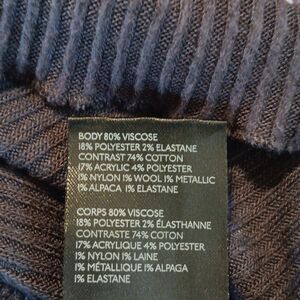 BODY 80% VISCOSE
18% POLYESTER 2% ELASTANE
CONTRAST 74% COTTON
17% ACRYLIC 4% POLYESTER
1% NYLON 1% WOOL 1% METALLIC
1% ALPACA 1% ELASTANE
CORPS 80% VISCOSE
18% POLYESTER 2% ÉLASTHANNE
CONTRASTE 74% COTON
17% ACRYLIQUE 4% POLYESTER
1% NYLON 1% LAINE
1% MÉTALLIQUE 1% ALPAGA
1% ELASTANE